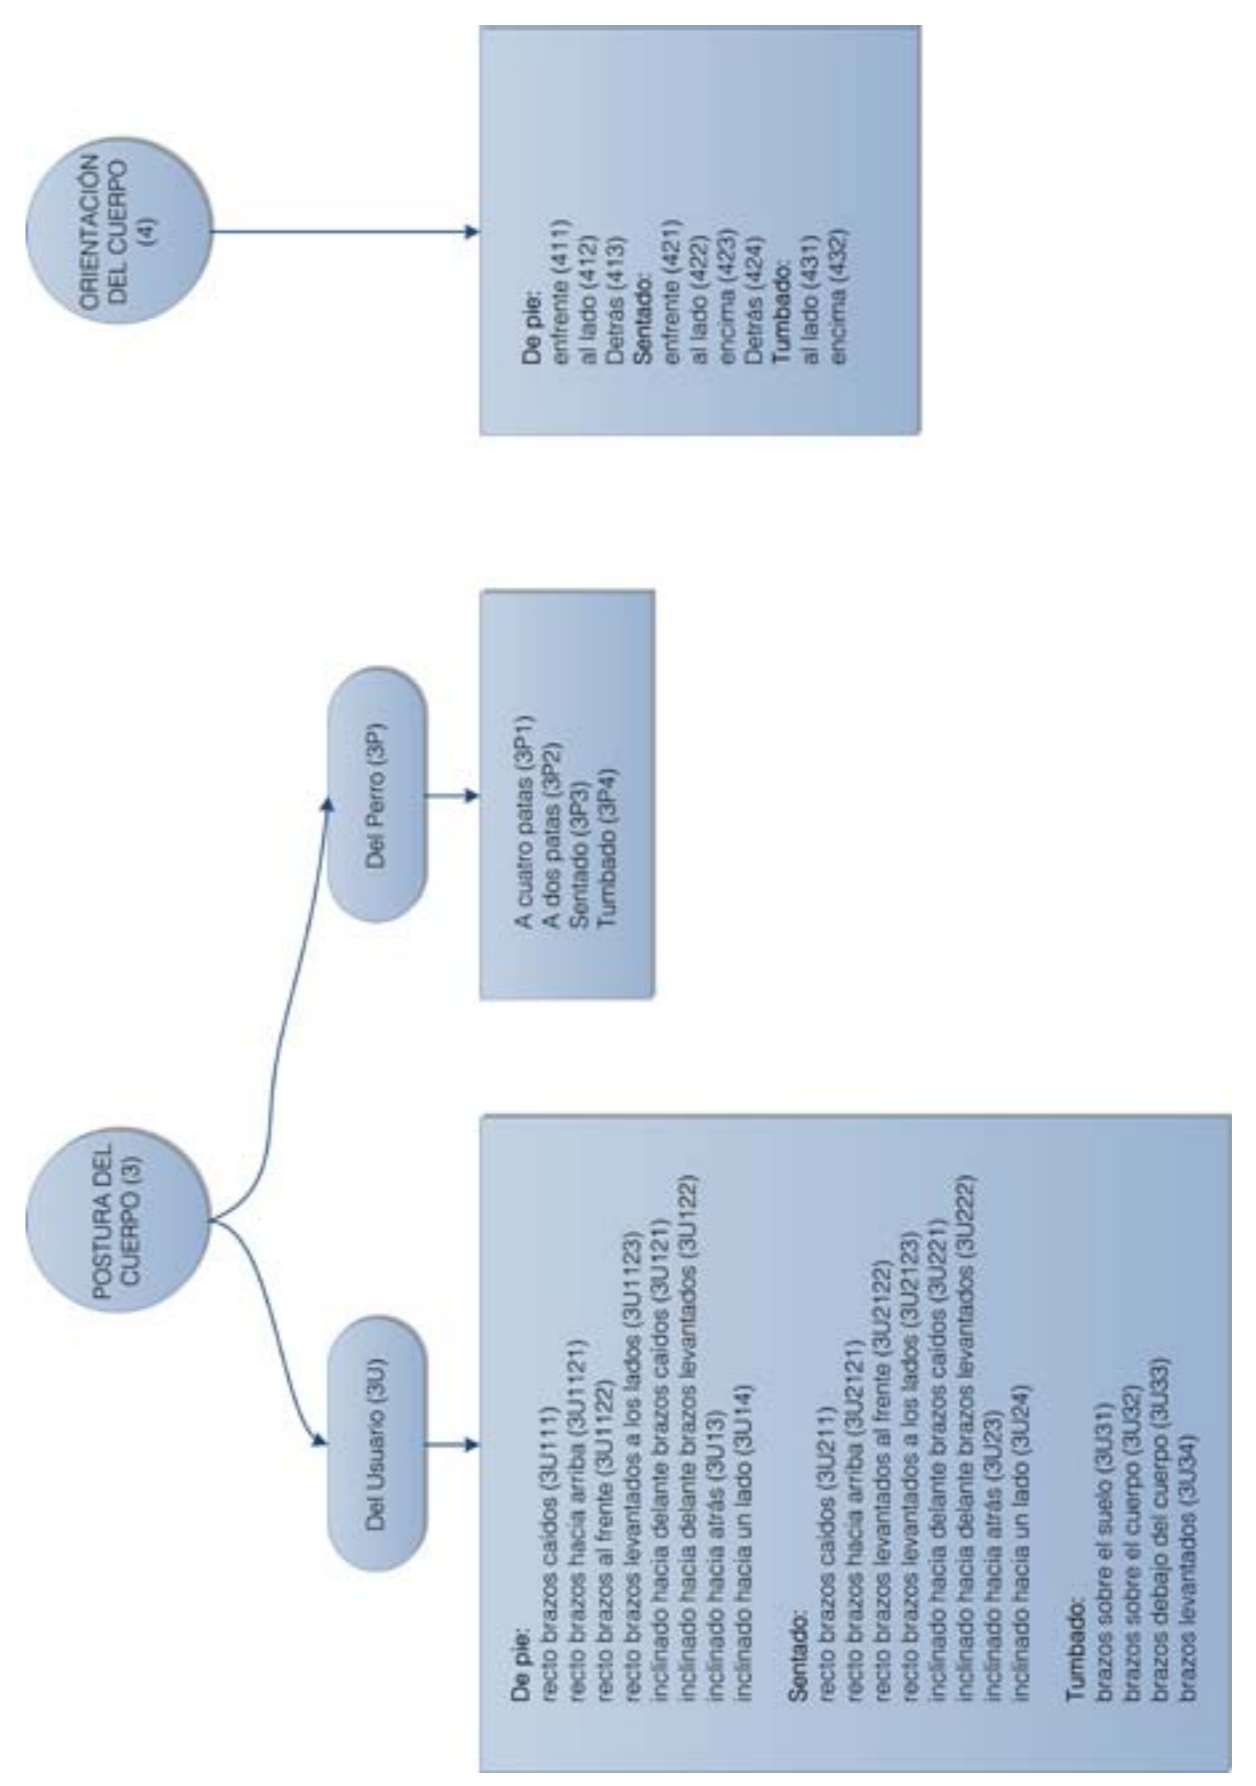 POSTURA DEL
CUERPO (3)
Del Usuario (3U)
De pie:
recto brazos caidos (3U111)
recto brazos hacia arriba (3U1121)
recto brazos al frente (3U1122)
recto brazos levantados a los lados (3U1123)
inclinado hacia delante brazos caidos (3U121)
inclinado hacia delante brazos levantados (3U122)
inclinado hacia atrás (3U13)
inclinado hacia un lado (3U14)
Sentado:
recto brazos caidos (3U211)
recto brazos hacia arriba (3U2121)
recto brazos levantados al frente (3U2122)
recto brazos levantados a los lados (3U2123)
inclinado hacia delante brazos caidos (3U221)
inclinado hacia delante brazos levantados (3U222)
inclinado hacia atrás (3U23)
inclinado hacia un lado (3U24)
Tumbado:
brazos sobre el suelo (3U31)
brazos sobre el cuerpo (3U32)
brazos debajo del cuerpo (3U33)
brazos levantados (3U34)
Del Perro (3P)
A cuatro patas (3P1)
A dos patas (3P2)
Sentado (3P3)
Tumbado (3P4)
ORIENTACIÓN
DEL CUERPO
(4)
De pie:
enfrente (411)
al lado (412)
Detrás (413)
Sentado:
enfrente (421)
al lado (422)
encima (423)
Detrás (424)
Tumbado:
al lado (431)
encima (432)